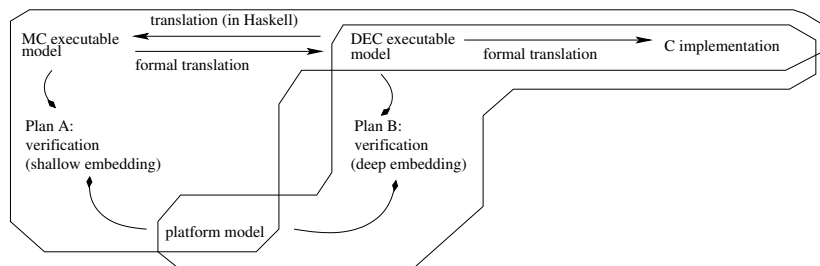 translation (in Haskell)
MC executable
model
formal translation
DEC executable
model
formal translation
C implementation
Plan A:
verification
(shallow embedding)
Plan B:
verification
(deep embedding)
platform model